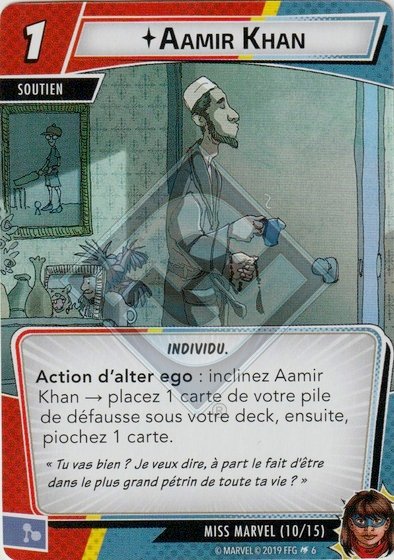 1
AAMIR KHAN
SOUTIEN
INDIVIDU.
Action d'alter ego : inclinez Aamir
Khan → placez 1 carte de votre pile
de défausse sous votre deck, ensuite,
piochez 1 carte.
« Tu vas bien ? Je veux dire, à part le fait d'être
dans le plus grand pétrin de toute ta vie ? »
MISS MARVEL (10/15)
© MARVEL © 2019 FFG 6